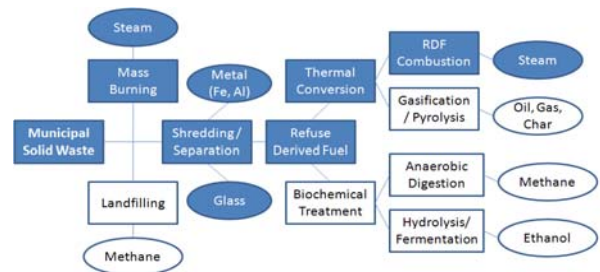 Steam
Mass
Burning
Municipal
Solid Waste
Landfilling
Methane
Metal
(Fe, Al)
Shredding /
Separation
Glass
Refuse
Derived Fuel
Thermal
Conversion
Biochemical
Treatment
RDF
Combustion
Steam
Gasification
/ Pyrolysis
Oil, Gas,
Char
Anaerobic
Digestion
Methane
Hydrolysis/
Fermentation
Ethanol